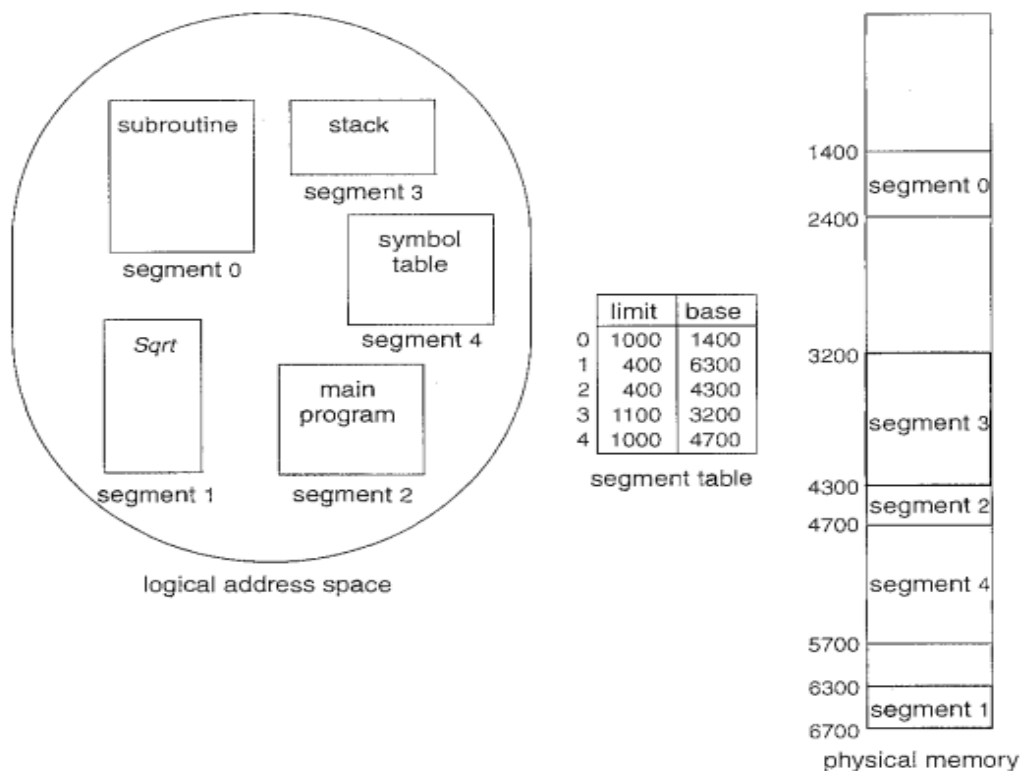 subroutine
segment 0
stack
segment 3
symbol
table
segment 4
Sqrt
segment 1
main
program
segment 2
logical address space
limit base
0 1000 1400
1 400 6300
2 400 4300
3 1100 3200
4 1000 4700
segment table
1400
segment 0
2400
3200
segment 3
4300
segment 2
4700
segment 4
5700
6300
segment 1
6700
physical memory